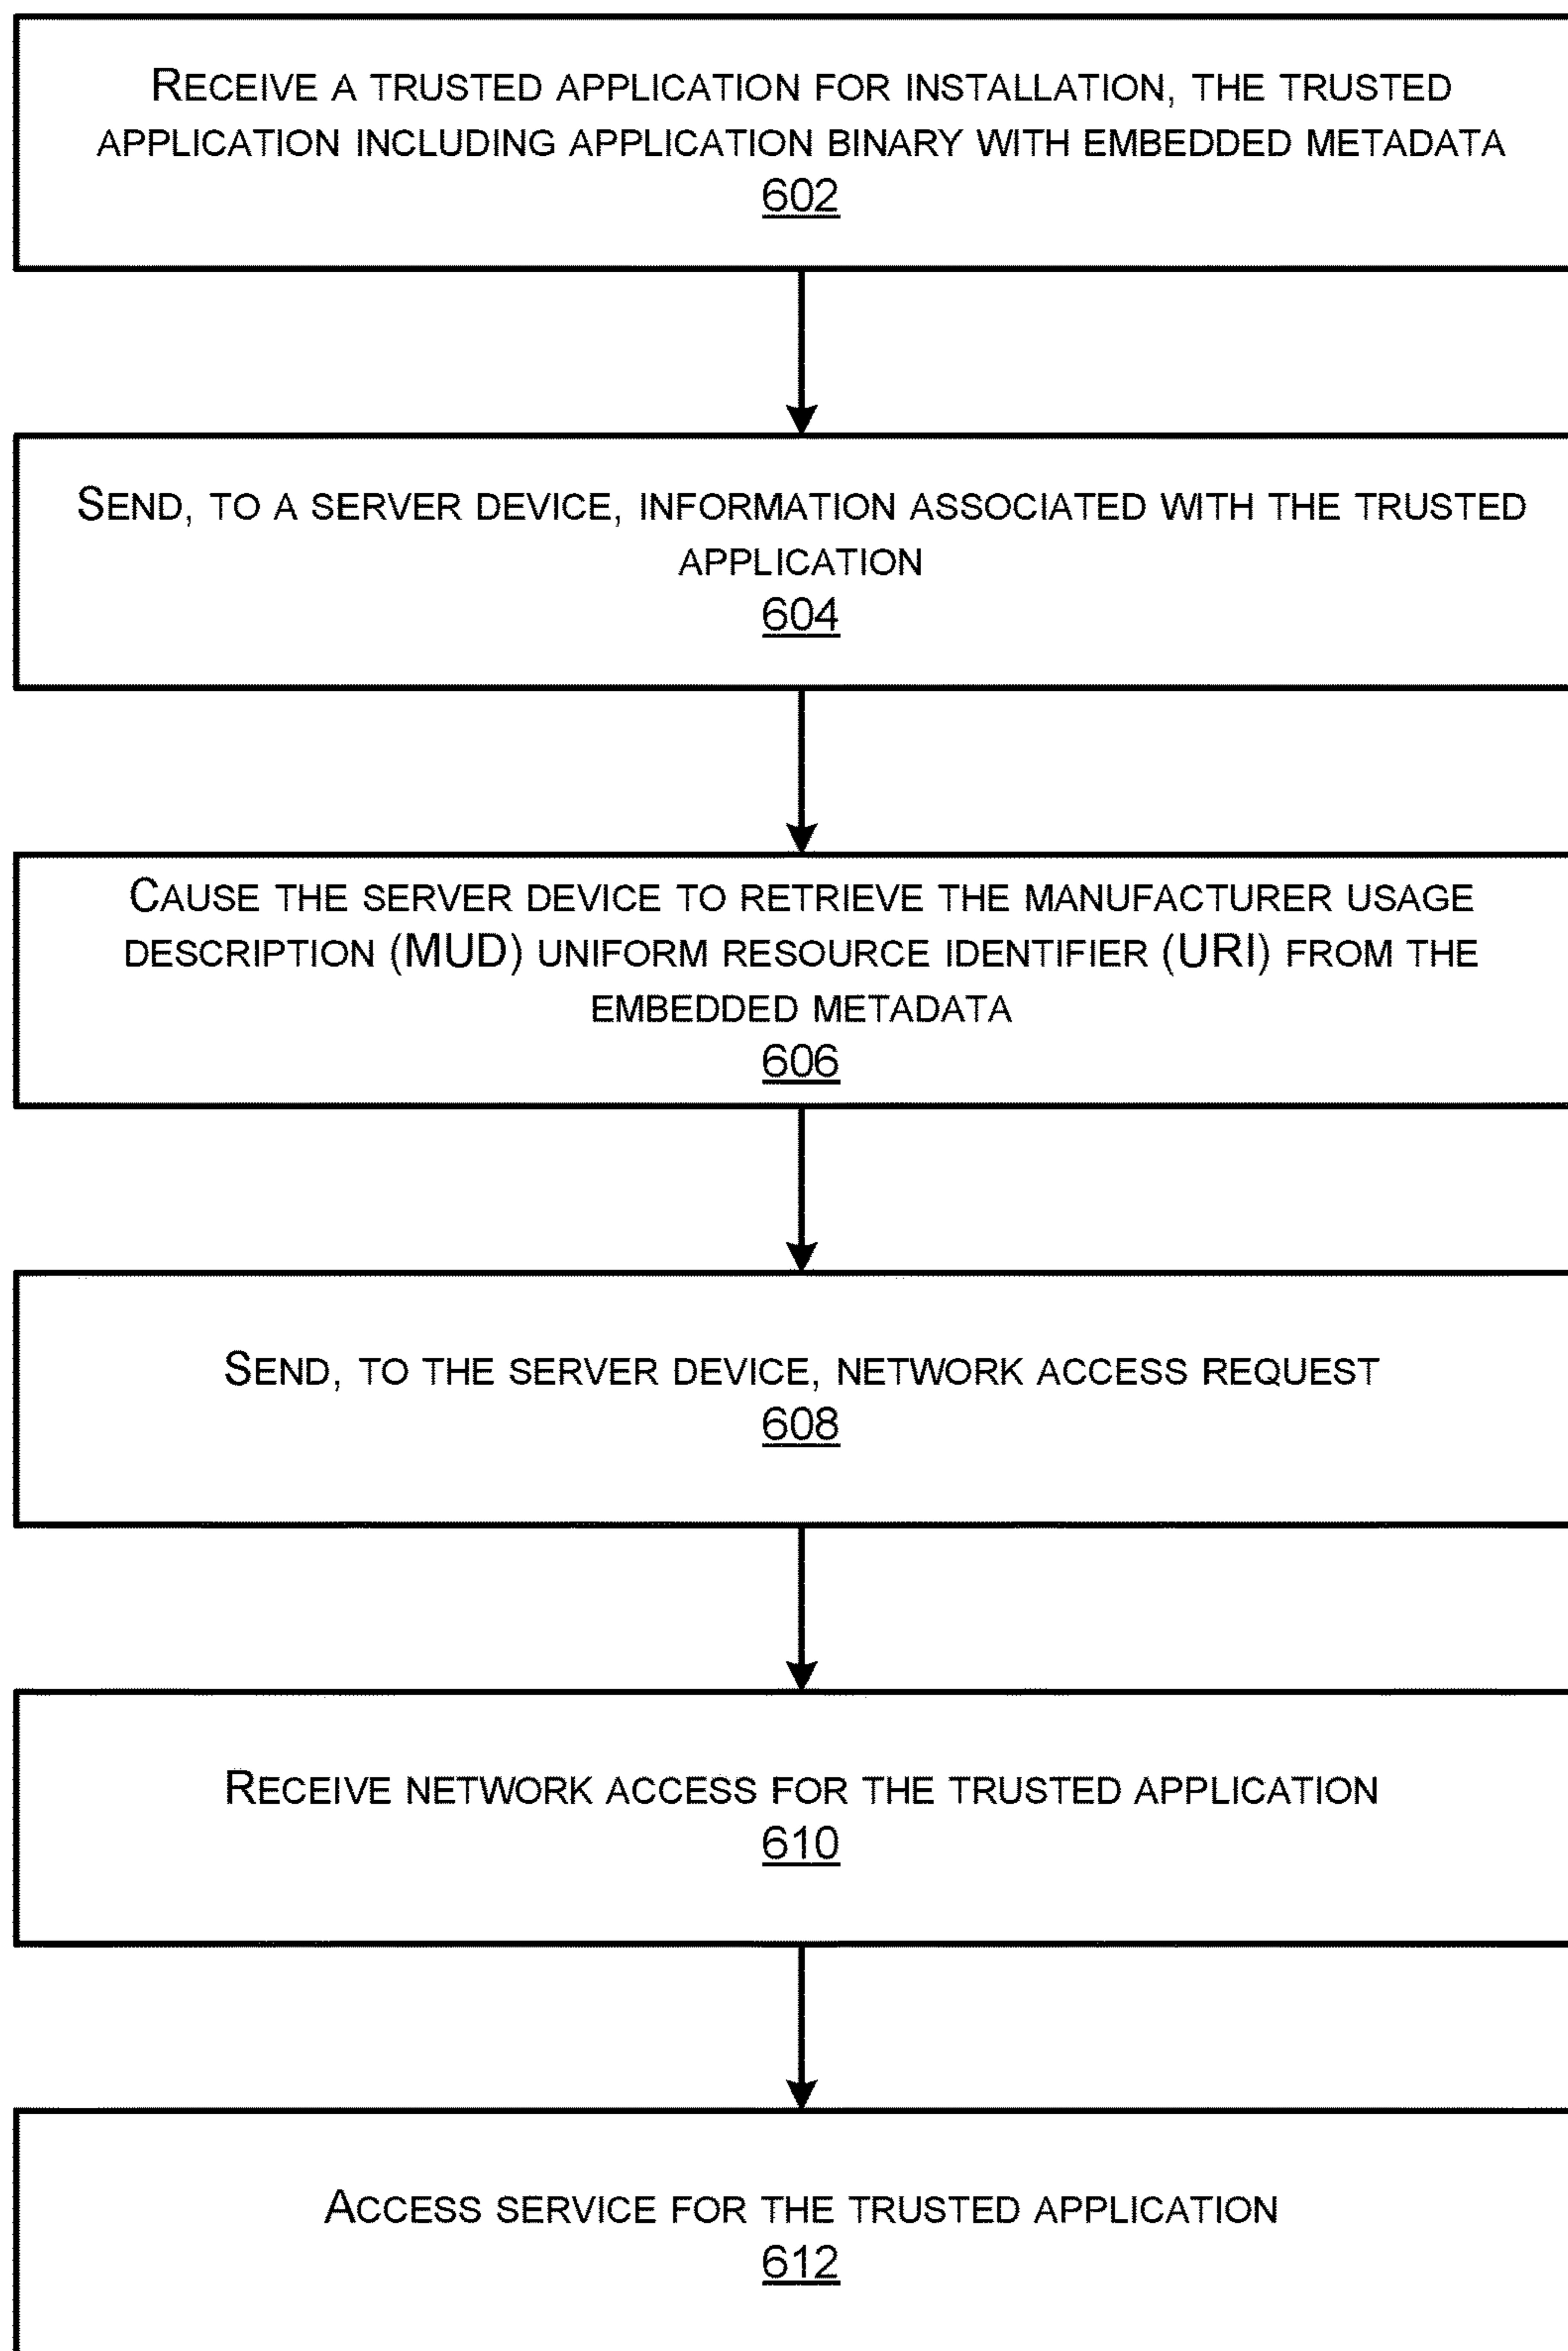 RECEIVE A TRUSTED APPLICATION FOR INSTALLATION, THE TRUSTED
APPLICATION INCLUDING APPLICATION BINARY WITH EMBEDDED METADATA
602
SEND, TO A SERVER DEVICE, INFORMATION ASSOCIATED WITH THE TRUSTED
APPLICATION
604
CAUSE THE SERVER DEVICE TO RETRIEVE THE MANUFACTURER USAGE
DESCRIPTION (MUD) UNIFORM RESOURCE IDENTIFIER (URI) FROM THE
EMBEDDED METADATA
606
SEND, TO THE SERVER DEVICE, NETWORK ACCESS REQUEST
608
RECEIVE NETWORK ACCESS FOR THE TRUSTED APPLICATION
610
ACCESS SERVICE FOR THE TRUSTED APPLICATION
612